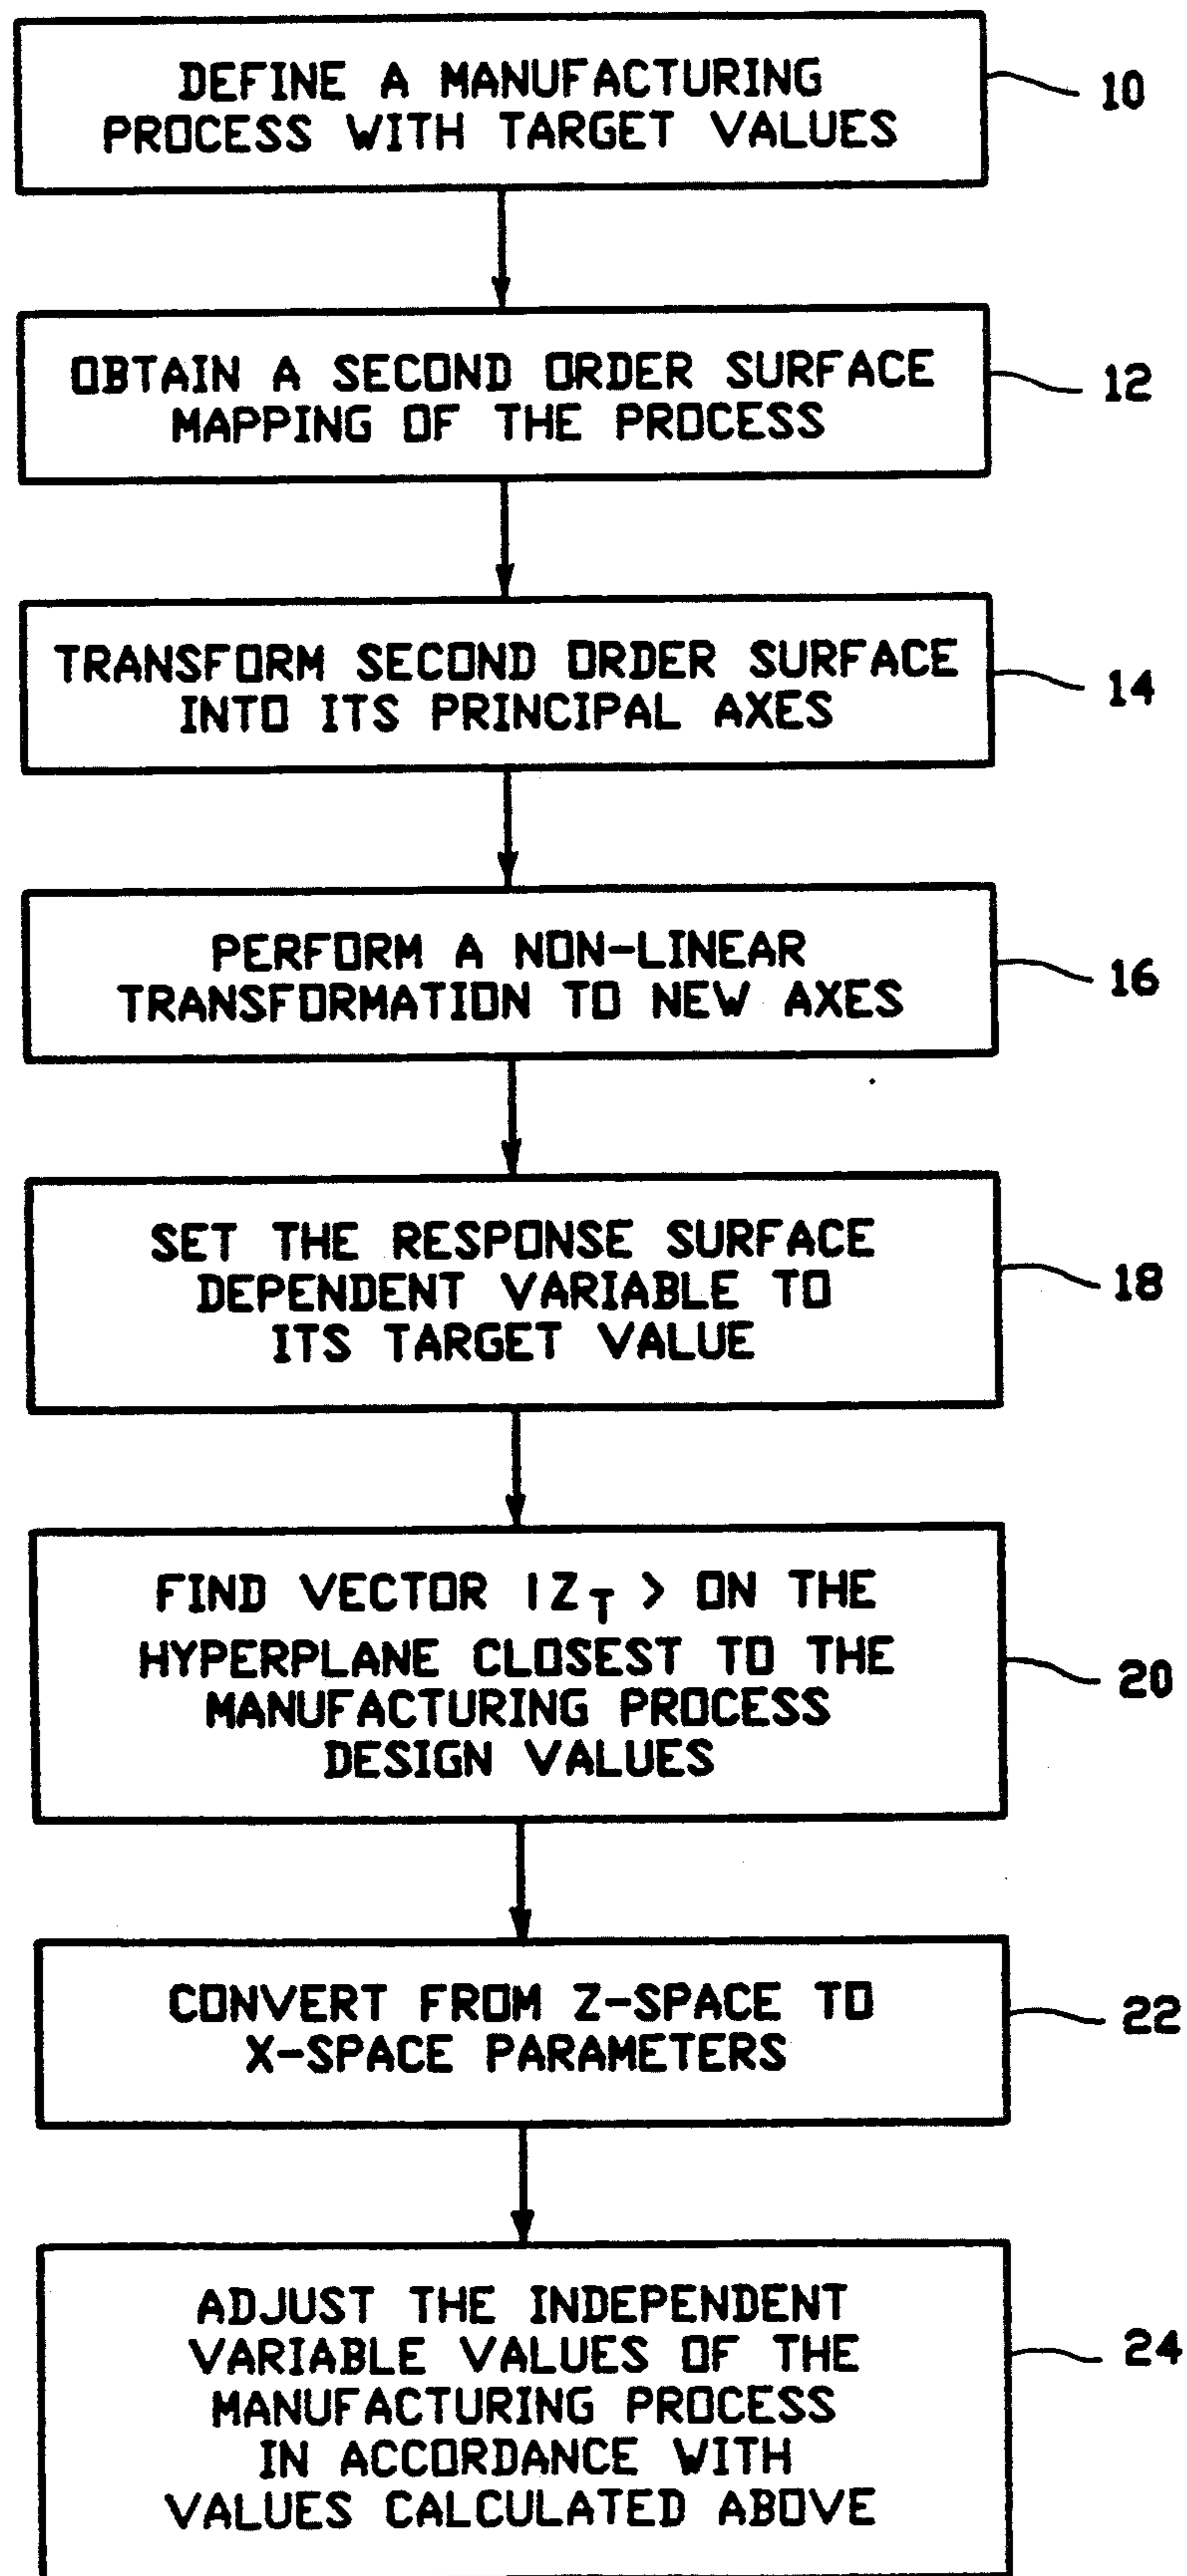 DEFINE A MANUFACTURING
PROCESS WITH TARGET VALUES
10
OBTAIN A SECOND ORDER SURFACE
MAPPING OF THE PROCESS
12
TRANSFORM SECOND ORDER SURFACE
INTO ITS PRINCIPAL AXES
14
PERFORM A NON-LINEAR
TRANSFORMATION TO NEW AXES
16
SET THE RESPONSE SURFACE
DEPENDENT VARIABLE TO
ITS TARGET VALUE
18
FIND VECTOR |Z_T > ON THE
HYPERPLANE CLOSEST TO THE
MANUFACTURING PROCESS
DESIGN VALUES
20
CONVERT FROM Z-SPACE TO
X-SPACE PARAMETERS
22
ADJUST THE INDEPENDENT
VARIABLE VALUES OF THE
MANUFACTURING PROCESS
IN ACCORDANCE WITH
VALUES CALCULATED ABOVE
24